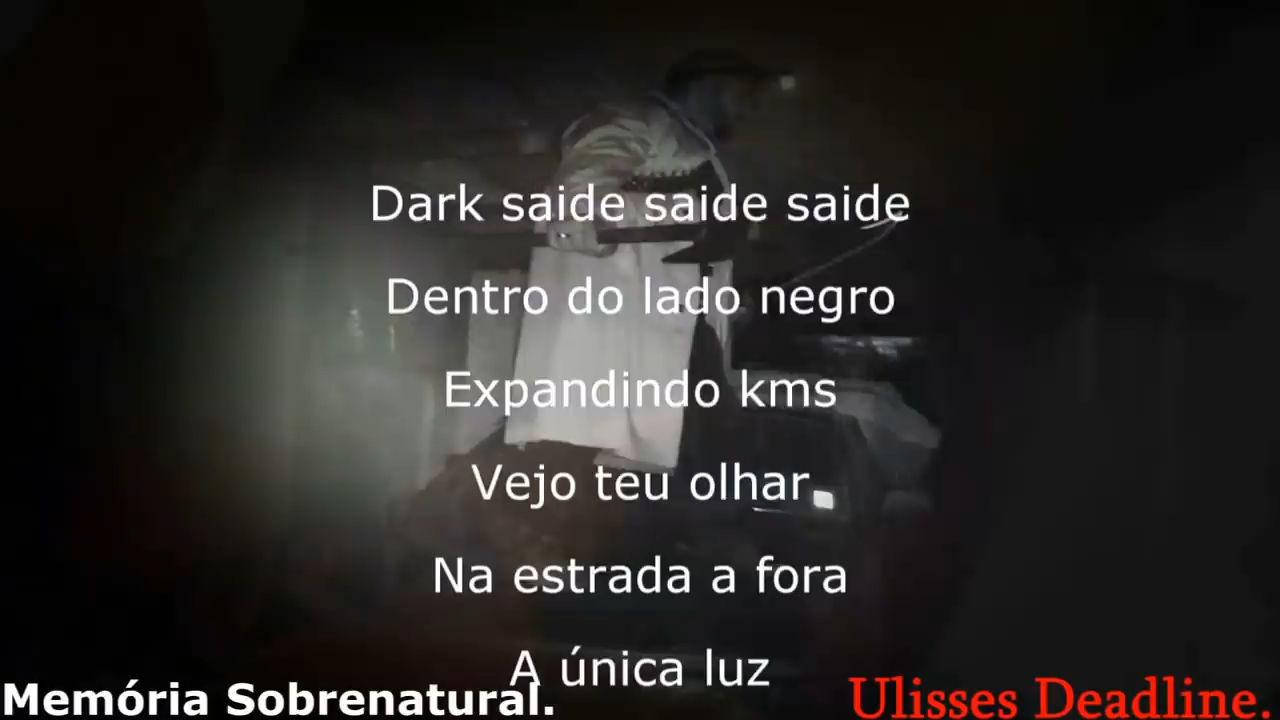 Dark saide saide saide
Dentro do lado negro
Expandindo kms
Vejo teu olhar
Na estrada a fora
A única luz
Memória Sobrenatural.
Ulisses Deadline.